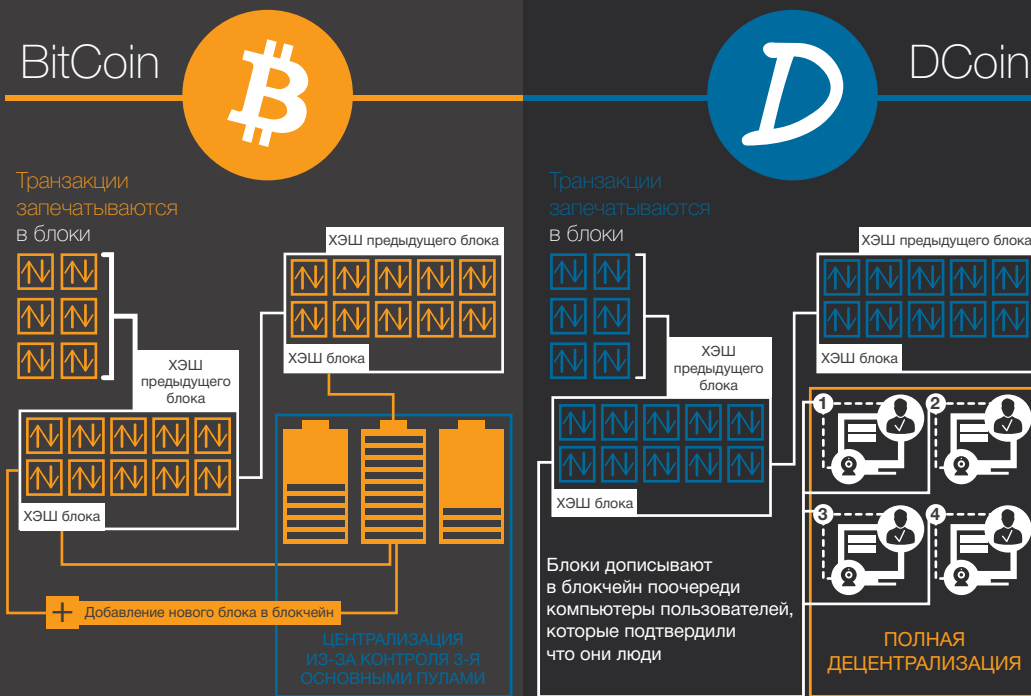 BitCoin
Транзакции
запечатываются
в блоки
ХЭШ предыдущего блока
ХЭШ блока
ХЭШ
предыдущего
блока
ХЭШ блока
+ Добавление нового блока в блокчейн
ЦЕНТРАЛИЗАЦИЯ
ИЗ-ЗА КОНТРОЛЯ 3-Я
ОСНОВНЫМИ ПУЛАМИ
DCoin
Транзакции
запечатываются
в блоки
ХЭШ предыдущего блока
ХЭШ блока
ХЭШ
предыдущего
блока
ХЭШ блока
1
2
3
4
Блоки дописывают
в блокчейн поочереди
компьютеры пользователей,
которые подтвердили
что они люди
ПОЛНАЯ
ДЕЦЕНТРАЛИЗАЦИЯ